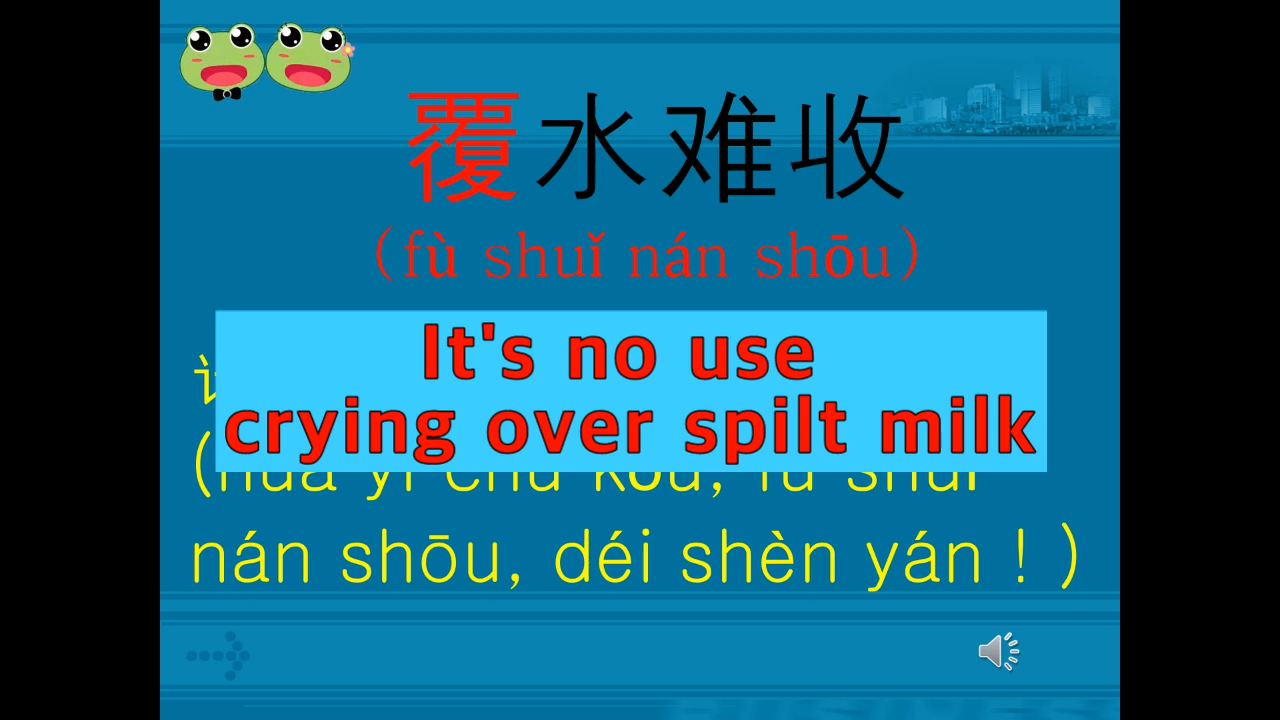 覆水难收
(fù shuǐ nán shōu)
It's no use
crying over spilt milk
nán shōu, déi shèn yán ! )